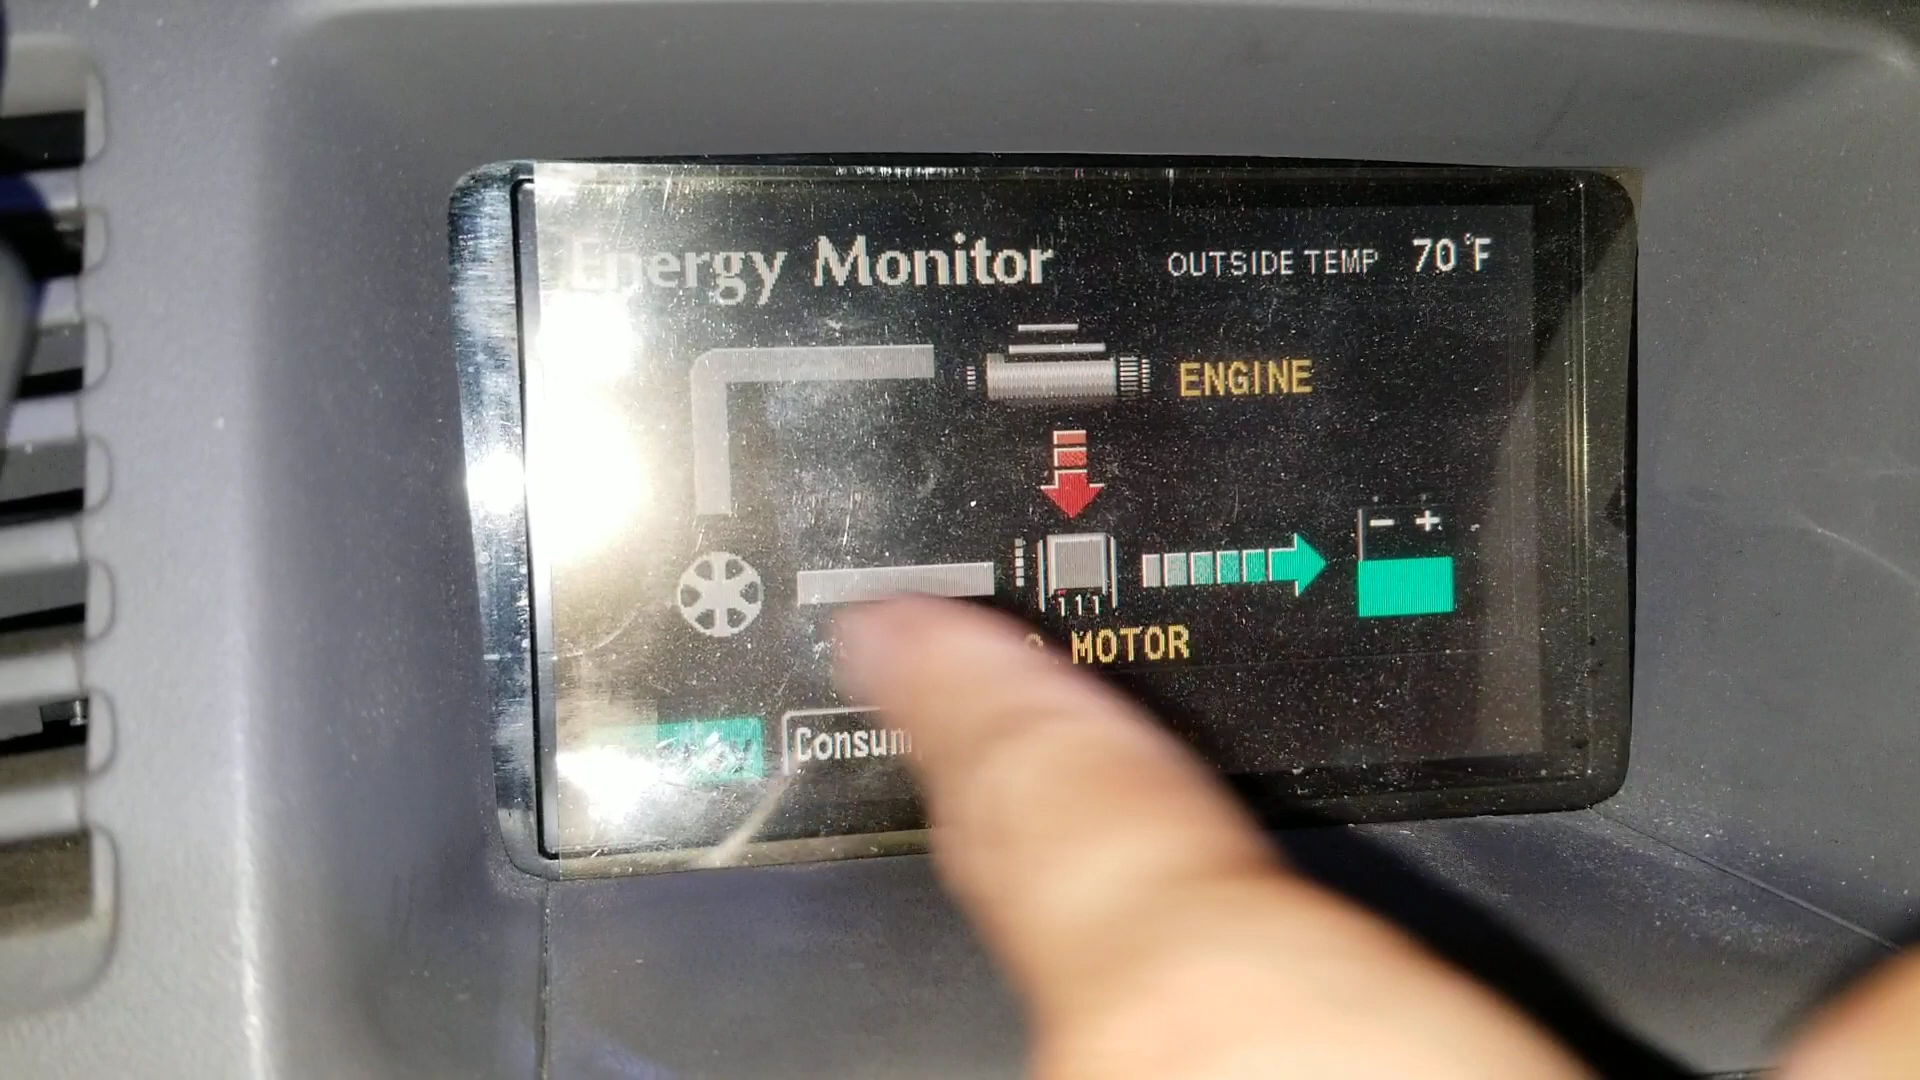 Energy Monitor OUTSIDE TEMP 70°F
ENGINE
- +
MOTOR
Consum